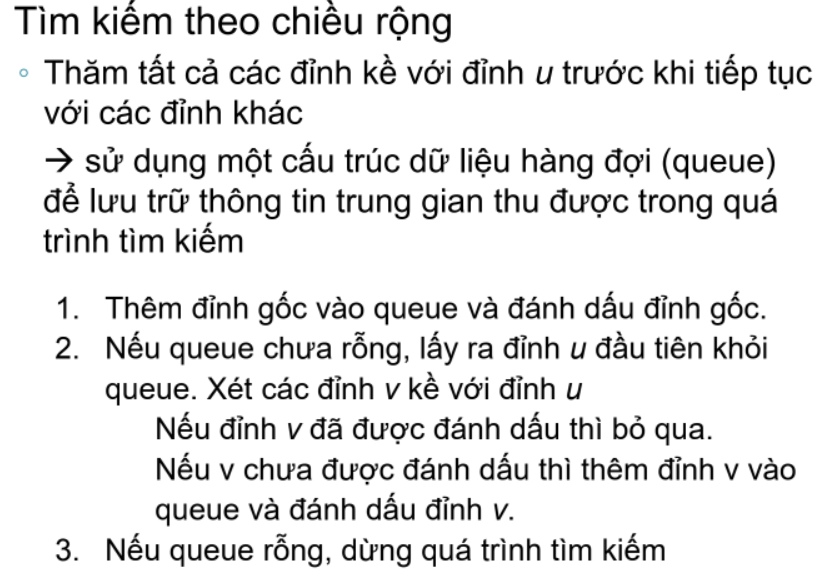 Tìm kiếm theo chiều rộng
◦ Thăm tất cả các đỉnh kề với đỉnh u trước khi tiếp tục
với các đỉnh khác
→ sử dụng một cấu trúc dữ liệu hàng đợi (queue)
để lưu trữ thông tin trung gian thu được trong quá
trình tìm kiếm
1. Thêm đỉnh gốc vào queue và đánh dấu đỉnh gốc.
2. Nếu queue chưa rỗng, lấy ra đỉnh u đầu tiên khỏi
queue. Xét các đỉnh v kề với đỉnh u
Nếu đỉnh v đã được đánh dấu thì bỏ qua.
Nếu v chưa được đánh dấu thì thêm đỉnh v vào
queue và đánh dấu đỉnh v.
3. Nếu queue rỗng, dừng quá trình tìm kiếm